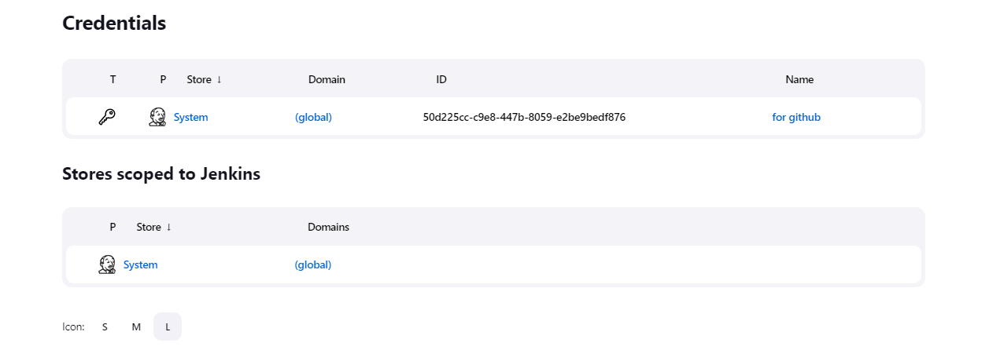 Credentials
T P Store ↓ Domain ID Name
System (global) 50d225cc-c9e8-447b-8059-e2be9bedf876 for github
Stores scoped to Jenkins
P Store ↓ Domains
System (global)
Icon: S M L